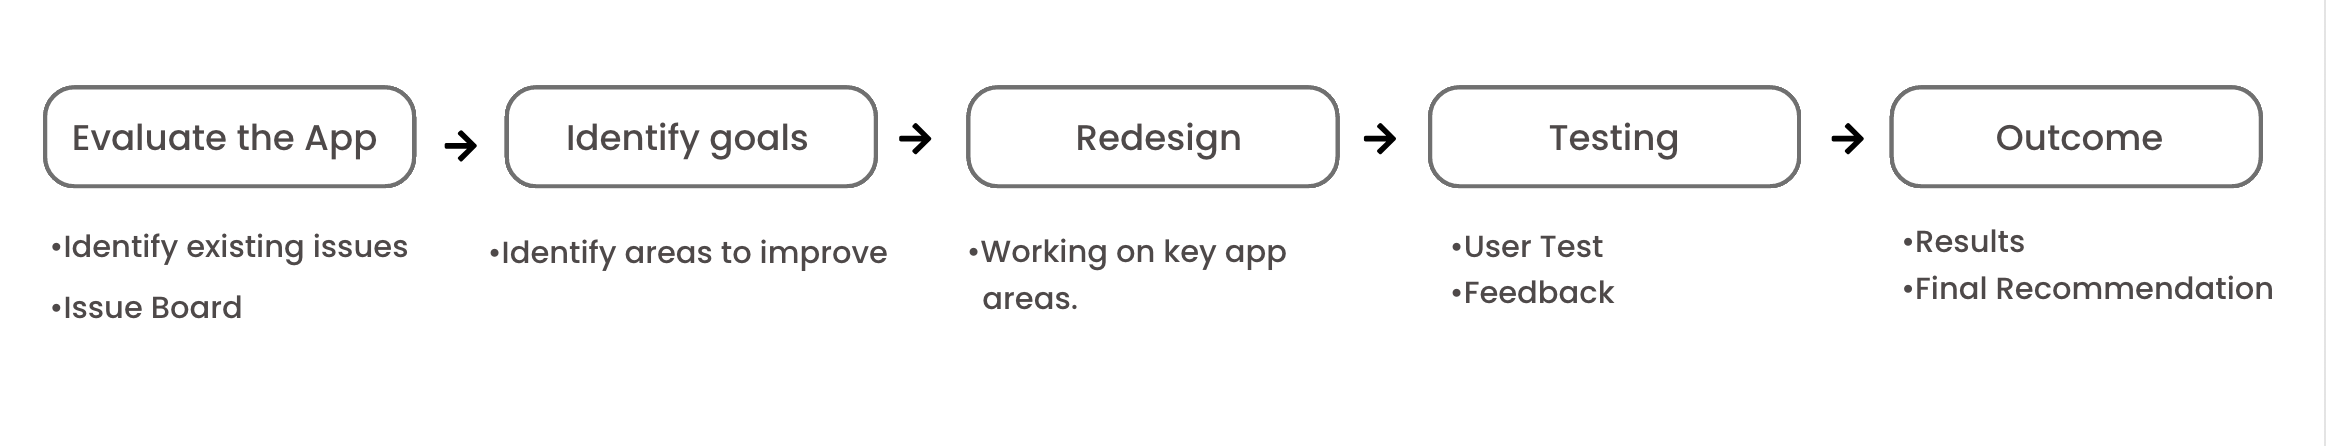 Evaluate the App
Identify goals
Redesign
Testing
Outcome
•Identify existing issues
•Issue Board
•Identify areas to improve
•Working on key app
areas.
•User Test
•Feedback
•Results
•Final Recommendation